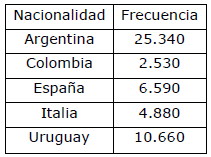 Nacionalidad Frecuencia
Argentina 25.340
Colombia 2.530
España 6.590
Italia 4.880
Uruguay 10.660